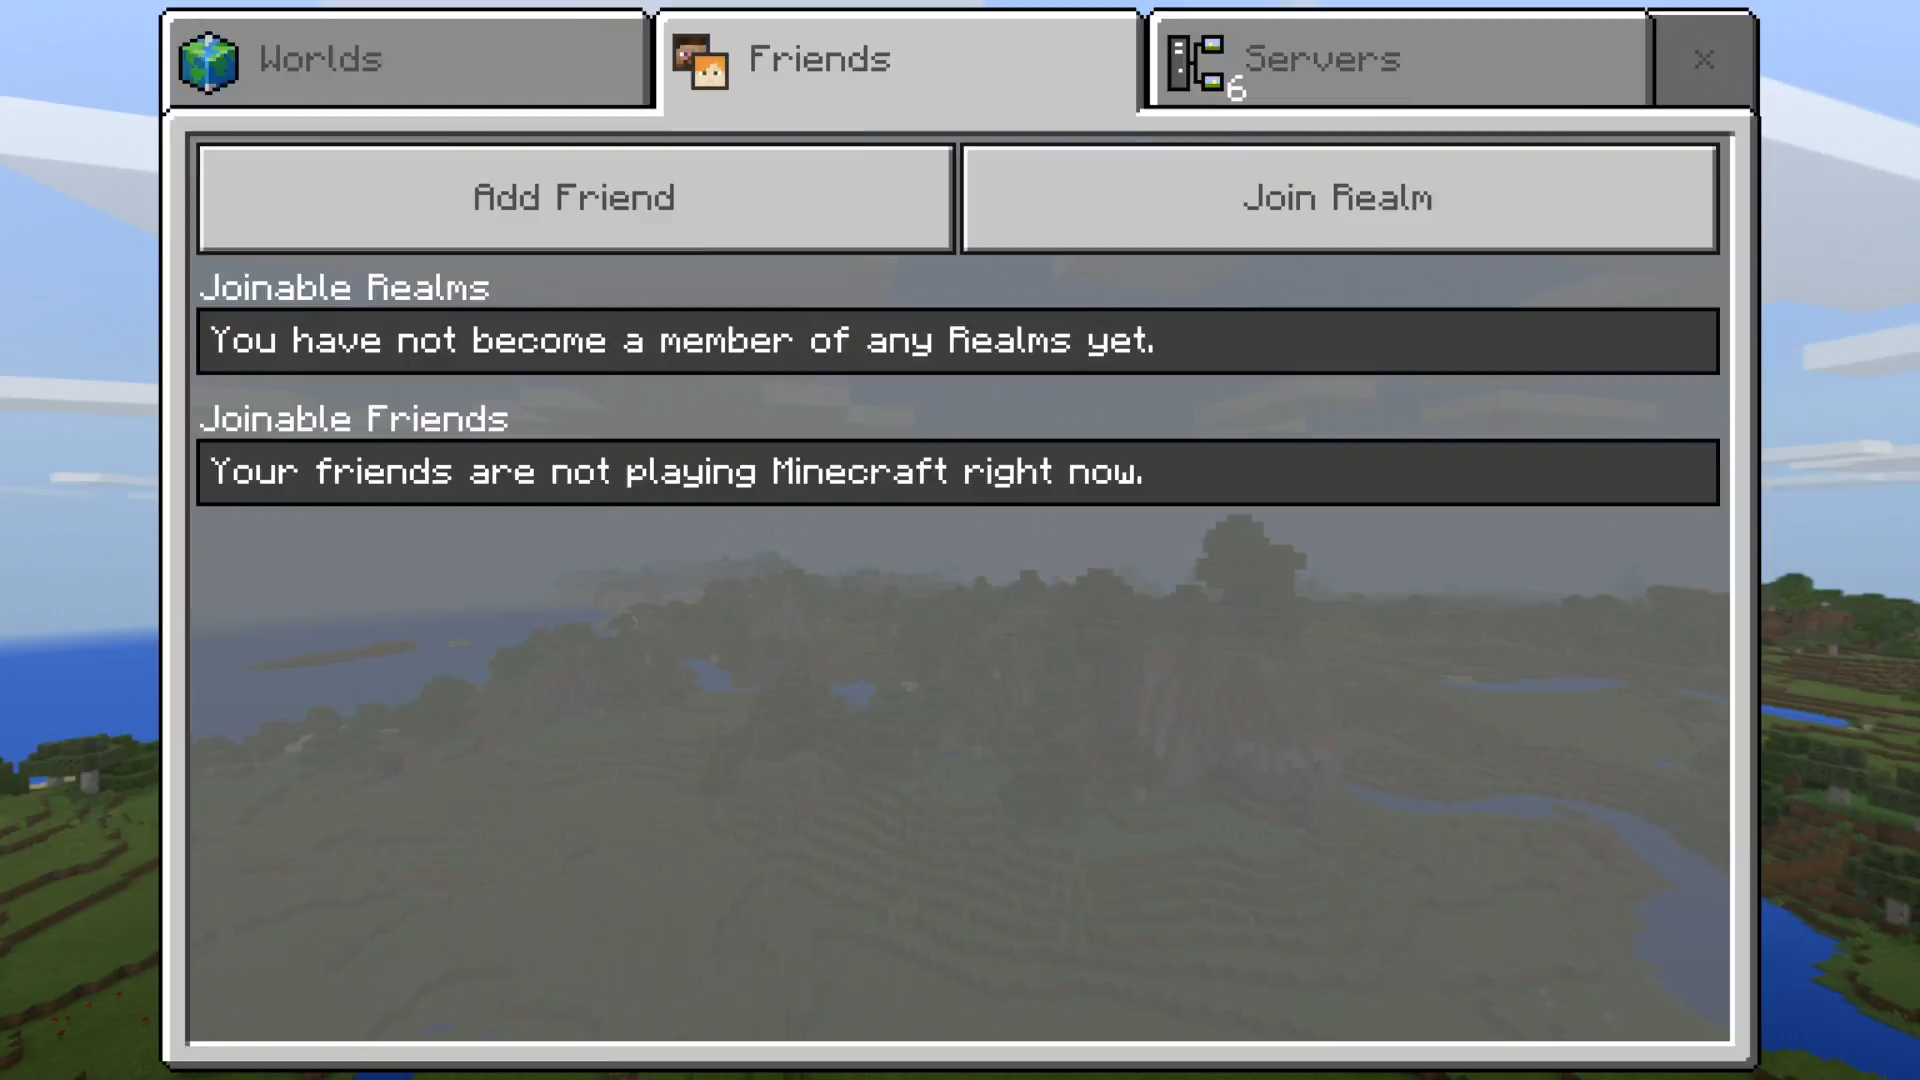 Worlds
Friends
Servers
6
Add Friend
Join Realm
Joinable Realms
You have not become a member of any Realms yet.
Joinable Friends
Your friends are not playing Minecraft right now.